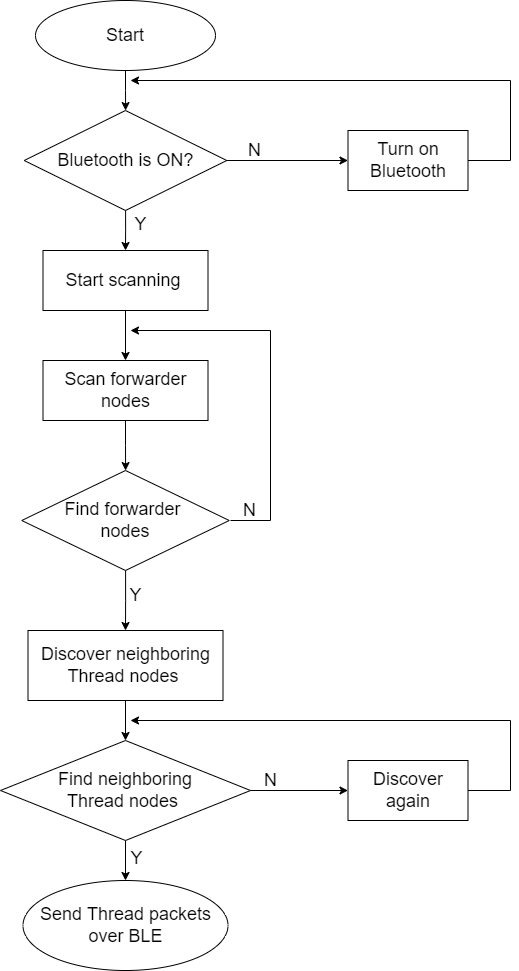 Start
Bluetooth is ON?
N
Turn on
Bluetooth
Y
Start scanning
Scan forwarder
nodes
Find forwarder
nodes
N
Y
Discover neighboring
Thread nodes
Find neighboring
Thread nodes
N
Discover
again
Y
Send Thread packets
over BLE